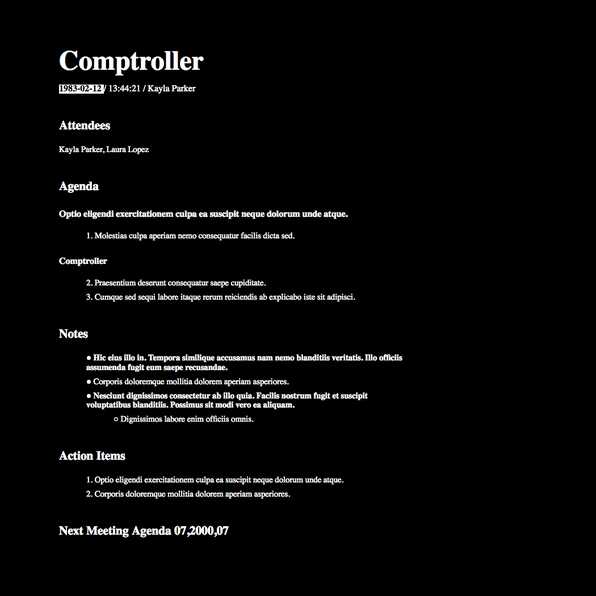 Comptroller
1983-02-12 / 13:44:21 / Kayla Parker
Attendees
Kayla Parker, Laura Lopez
Agenda
Optio eligendi exercitationem culpa ea suscipit neque dolorum unde atque.
1. Molestias culpa aperiam nemo consequatur facilis dicta sed.
Comptroller
2. Praesentium deserunt consequatur saepe cupiditate.
3. Cumque sed sequi labore itaque rerum reiciendis ab explicabo iste sit adipisci.
Notes
● Hic eius illo in. Tempora similique accusamus nam nemo blanditiis veritatis. Illo officiis
assumenda fugit eum saepe recusandae.
● Corporis doloremque mollitia dolorem aperiam asperiores.
● Nesciunt dignissimos consectetur ab illo quia. Facilis nostrum fugit et suscipit
voluptatibus blanditiis. Possimus sit modi vero ea aliquam.
○ Dignissimos labore enim officiis omnis.
Action Items
1. Optio eligendi exercitationem culpa ea suscipit neque dolorum unde atque.
2. Corporis doloremque mollitia dolorem aperiam asperiores.
Next Meeting Agenda 07,2000,07